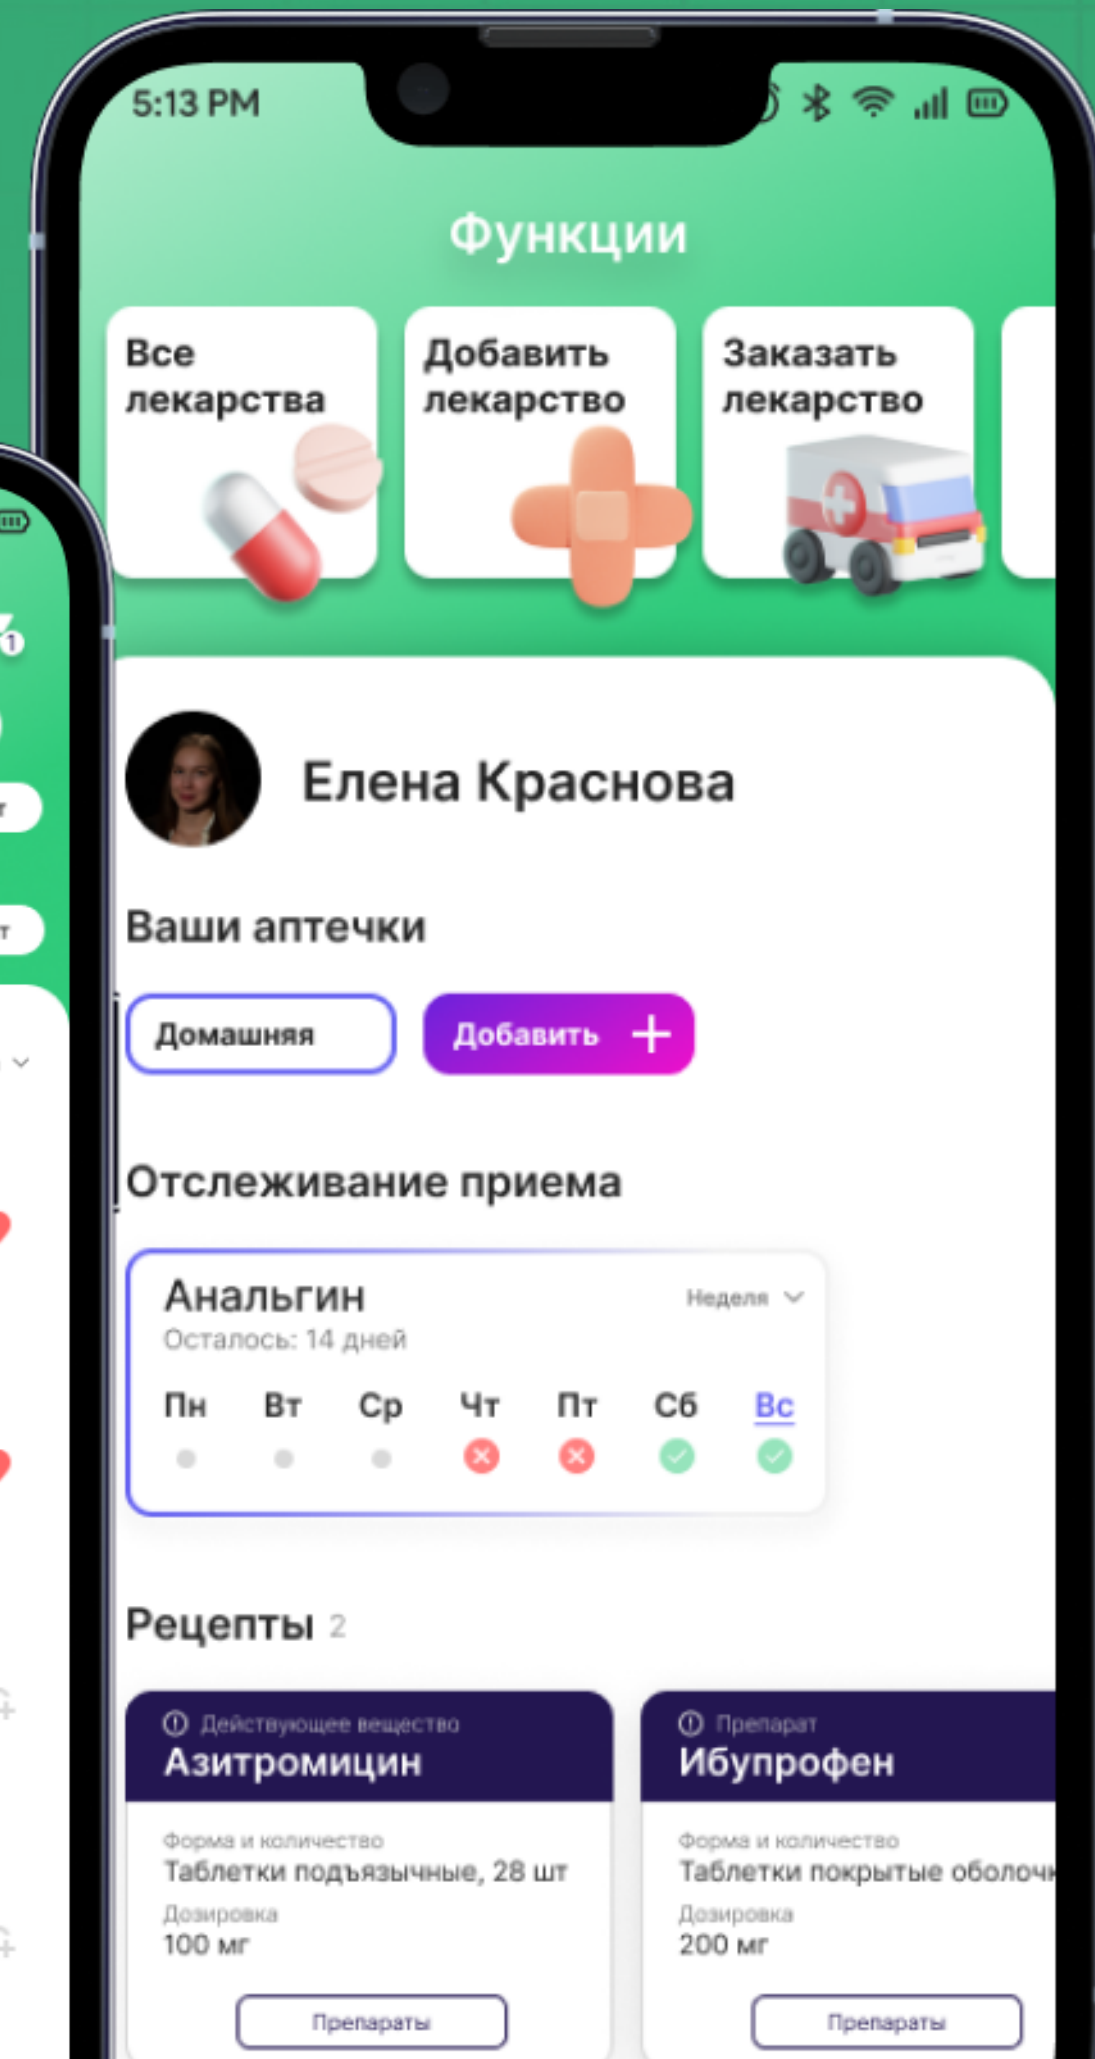 5:13 PM
Функции
Все
лекарства
Добавить
лекарство
Заказать
лекарство
1
т
т
Елена Краснова
Ваши аптечки
Домашняя
Добавить
Отслеживание приема
Анальгин
Неделя
Осталось: 14 дней
Пн Вт Ср Чт Пт Сб Вс
Рецепты 2
Действующее вещество
Азитромицин
Форма и количество
Таблетки подъязычные, 28 шт
Дозировка
100 мг
Препараты
Препарат
Ибупрофен
Форма и количество
Таблетки покрытые оболочк
Дозировка
200 мг
Препараты